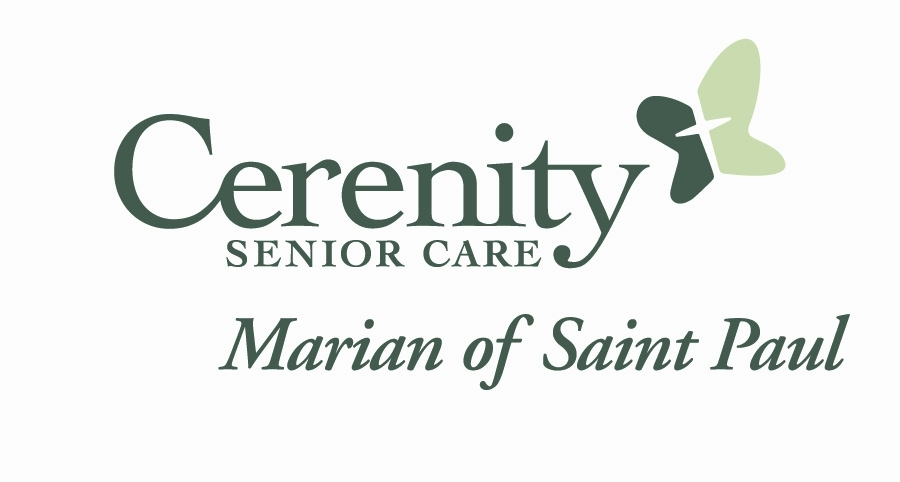 Cerenity
SENIOR CARE
Marian of Saint Paul